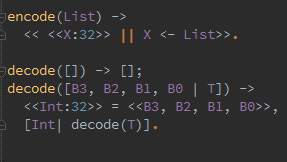 encode(List) ->
<< <<X:32>> || X <- List>>.
decode([]) -> [];
decode([B3, B2, B1, B0 | T]) ->
<<Int:32>> = <<B3, B2, B1, B0>>,
[Int| decode(T)].